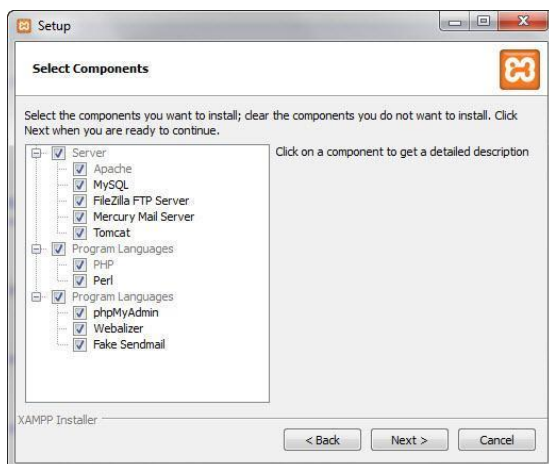 Setup
Select Components
Select the components you want to install; clear the components you do not want to install. Click
Next when you are ready to continue.
Server
Apache
MySQL
FileZilla FTP Server
Mercury Mail Server
Tomcat
Program Languages
PHP
Perl
Program Languages
phpMyAdmin
Webalizer
Fake Sendmail
Click on a component to get a detailed description
XAMPP Installer
< Back
Next >
Cancel